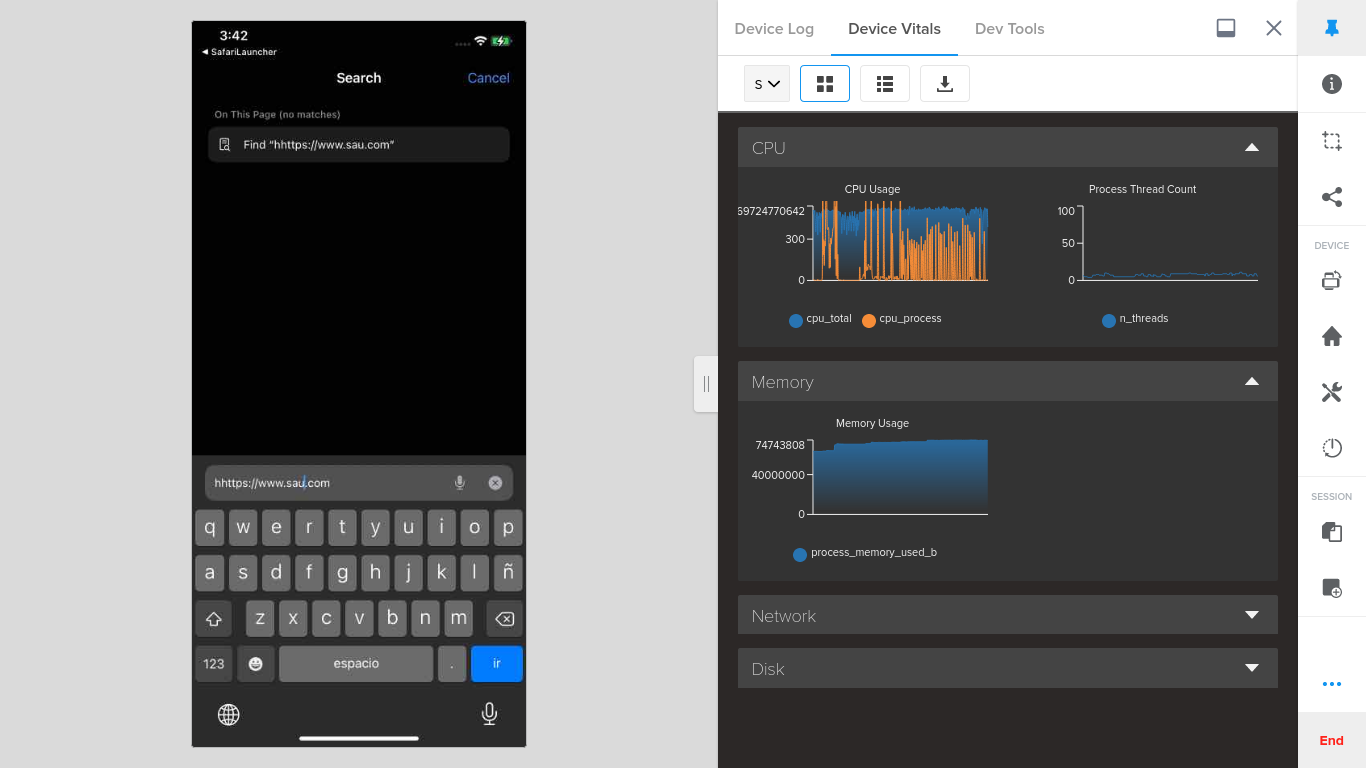 3:42
SafariLauncher
Search
Cancel
On This Page (no matches)
Find “hhttps://www.sau.com”
hhttps://www.sau.com
q w e r t y u i o p
a s d f g h j k l ñ
z x c v b n m
123 espacio . ir
Device Log Device Vitals Dev Tools
S
CPU
CPU Usage
69724770642
300
0
cpu_total cpu_process
Process Thread Count
100
50
0
n_threads
Memory
Memory Usage
74743808
40000000
0
process_memory_used_b
Network
Disk
DEVICE
SESSION
End